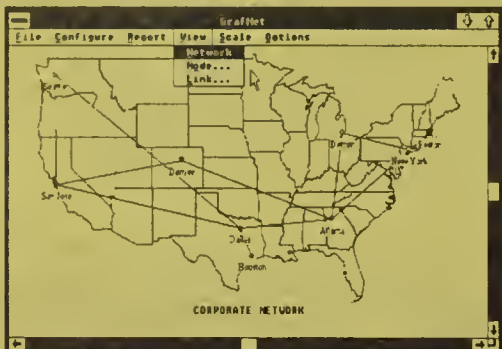 GrafNet
File Configure Report View Scale Options
Network
Node...
Link...
Denver
San Jose
Dallas
Atlanta
New York
CORPORATE NETWORK